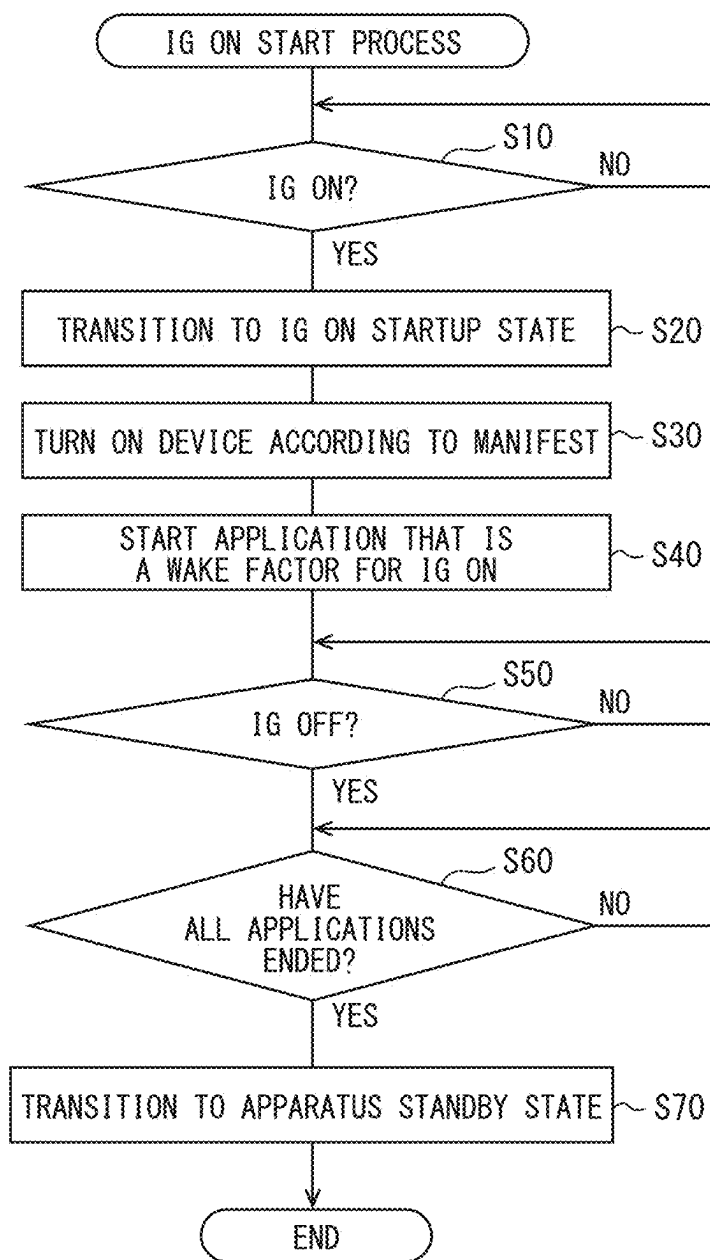 IG ON START PROCESS
S10
IG ON?
NO
YES
TRANSITION TO IG ON STARTUP STATE
S20
TURN ON DEVICE ACCORDING TO MANIFEST
S30
START APPLICATION THAT IS
A WAKE FACTOR FOR IG ON
S40
S50
IG OFF?
NO
YES
S60
HAVE
ALL APPLICATIONS
ENDED?
NO
YES
TRANSITION TO APPARATUS STANDBY STATE
S70
END